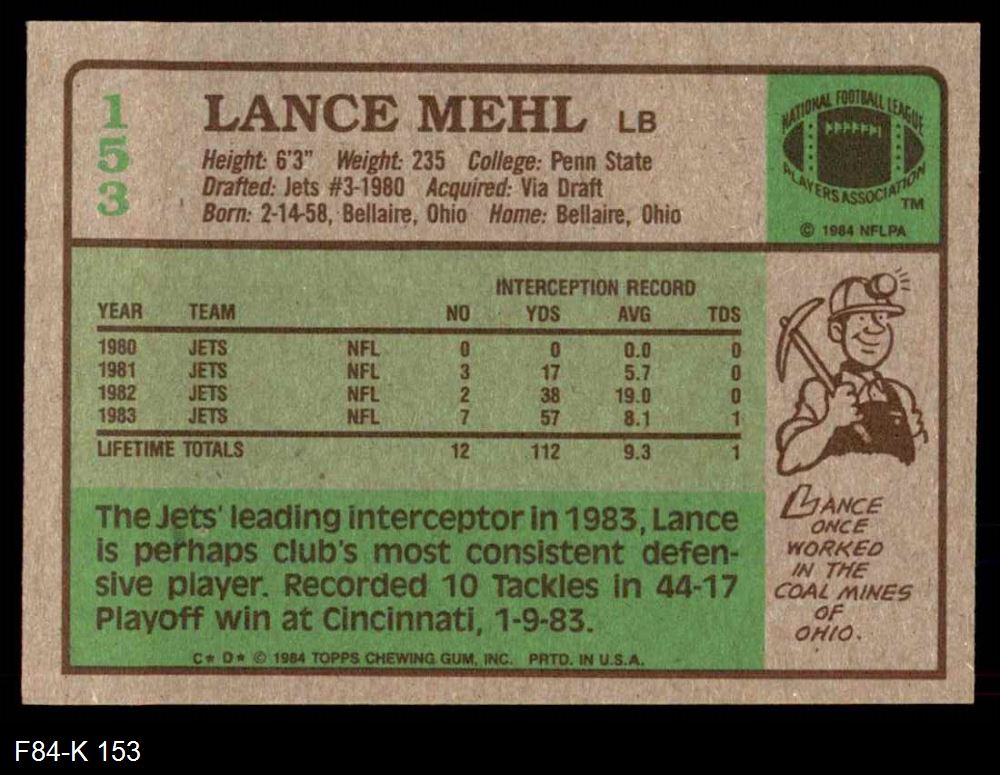 153
LANCE MEHL LB
Height: 6'3" Weight: 235 College: Penn State
Drafted: Jets #3-1980 Acquired: Via Draft
Born: 2-14-58, Bellaire, Ohio Home: Bellaire, Ohio
NATIONAL FOOTBALL LEAGUE
PLAYERS ASSOCIATION
TM
© 1984 NFLPA
INTERCEPTION RECORD
YEAR TEAM NO YDS AVG TDS
1980 JETS NFL 0 0 0.0 0
1981 JETS NFL 3 17 5.7 0
1982 JETS NFL 2 38 19.0 0
1983 JETS NFL 7 57 8.1 1
LIFETIME TOTALS 12 112 9.3 1
The Jets' leading interceptor in 1983, Lance
is perhaps club's most consistent defen-
sive player. Recorded 10 Tackles in 44-17
Playoff win at Cincinnati, 1-9-83.
C* D* © 1984 TOPPS CHEWING GUM, INC. PRTD. IN U.S.A.
LANCE
ONCE
WORKED
IN THE
COAL MINES
OF
OHIO.
F84-K 153